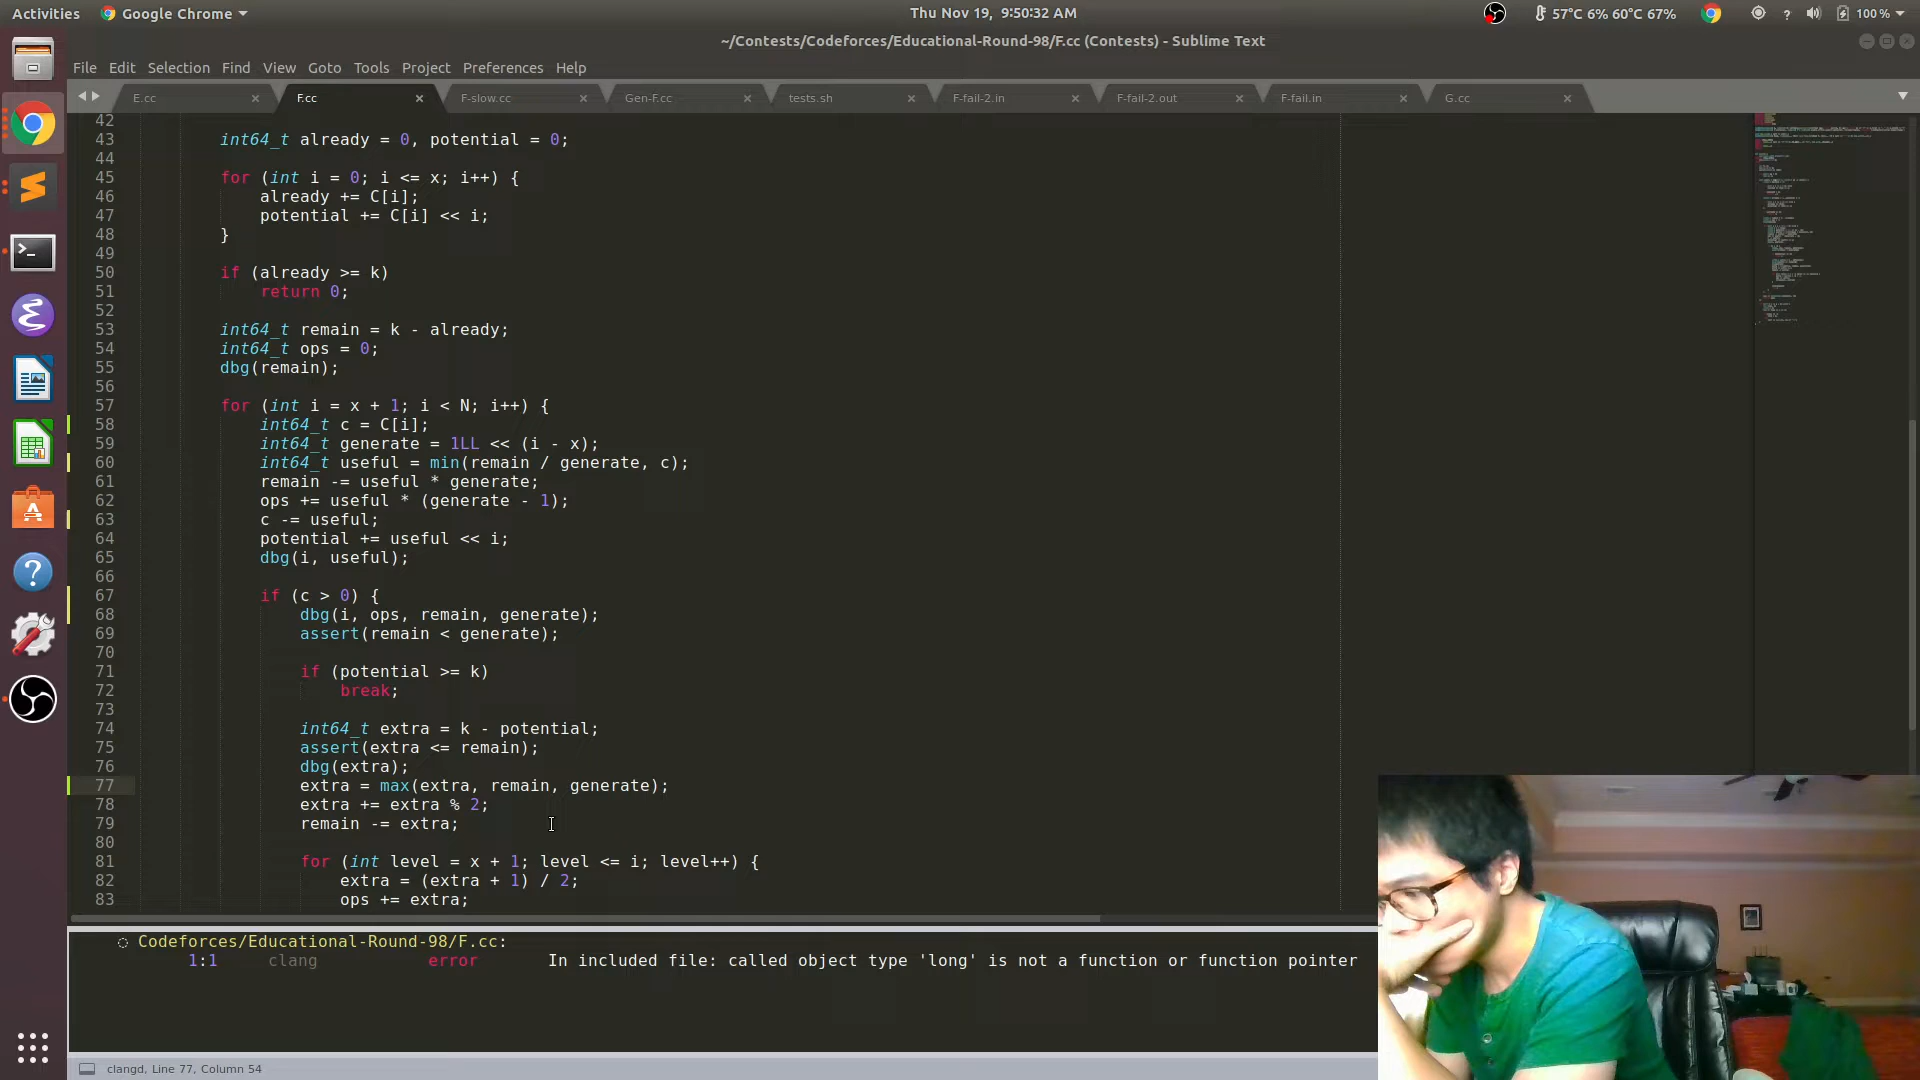 Activities Google Chrome Thu Nov 19, 9:50:32 AM 57°C 6% 60°C 67% ? 100%
~/Contests/Codeforces/Educational-Round-98/F.cc (Contests) - Sublime Text
File Edit Selection Find View Goto Tools Project Preferences Help
E.cc F.cc F-slow.cc Gen-F.cc tests.sh F-fail-2.in F-fail-2.out F-fail.in G.cc
42
43 int64_t already = 0, potential = 0;
44
45 for (int i = 0; i <= x; i++) {
46 already += C[i];
47 potential += C[i] << i;
48 }
49
50 if (already >= k)
51 return 0;
52
53 int64_t remain = k - already;
54 int64_t ops = 0;
55 dbg(remain);
56
57 for (int i = x + 1; i < N; i++) {
58 int64_t c = C[i];
59 int64_t generate = 1LL << (i - x);
60 int64_t useful = min(remain / generate, c);
61 remain -= useful * generate;
62 ops += useful * (generate - 1);
63 c -= useful;
64 potential += useful << i;
65 dbg(i, useful);
66
67 if (c > 0) {
68 dbg(i, ops, remain, generate);
69 assert(remain < generate);
70
71 if (potential >= k)
72 break;
73
74 int64_t extra = k - potential;
75 assert(extra <= remain);
76 dbg(extra);
77 extra = max(extra, remain, generate);
78 extra += extra % 2;
79 remain -= extra;
80
81 for (int level = x + 1; level <= i; level++) {
82 extra = (extra + 1) / 2;
83 ops += extra;
Codeforces/Educational-Round-98/F.cc:
1:1 clang error In included file: called object type 'long' is not a function or function pointer
clangd, Line 77, Column 54